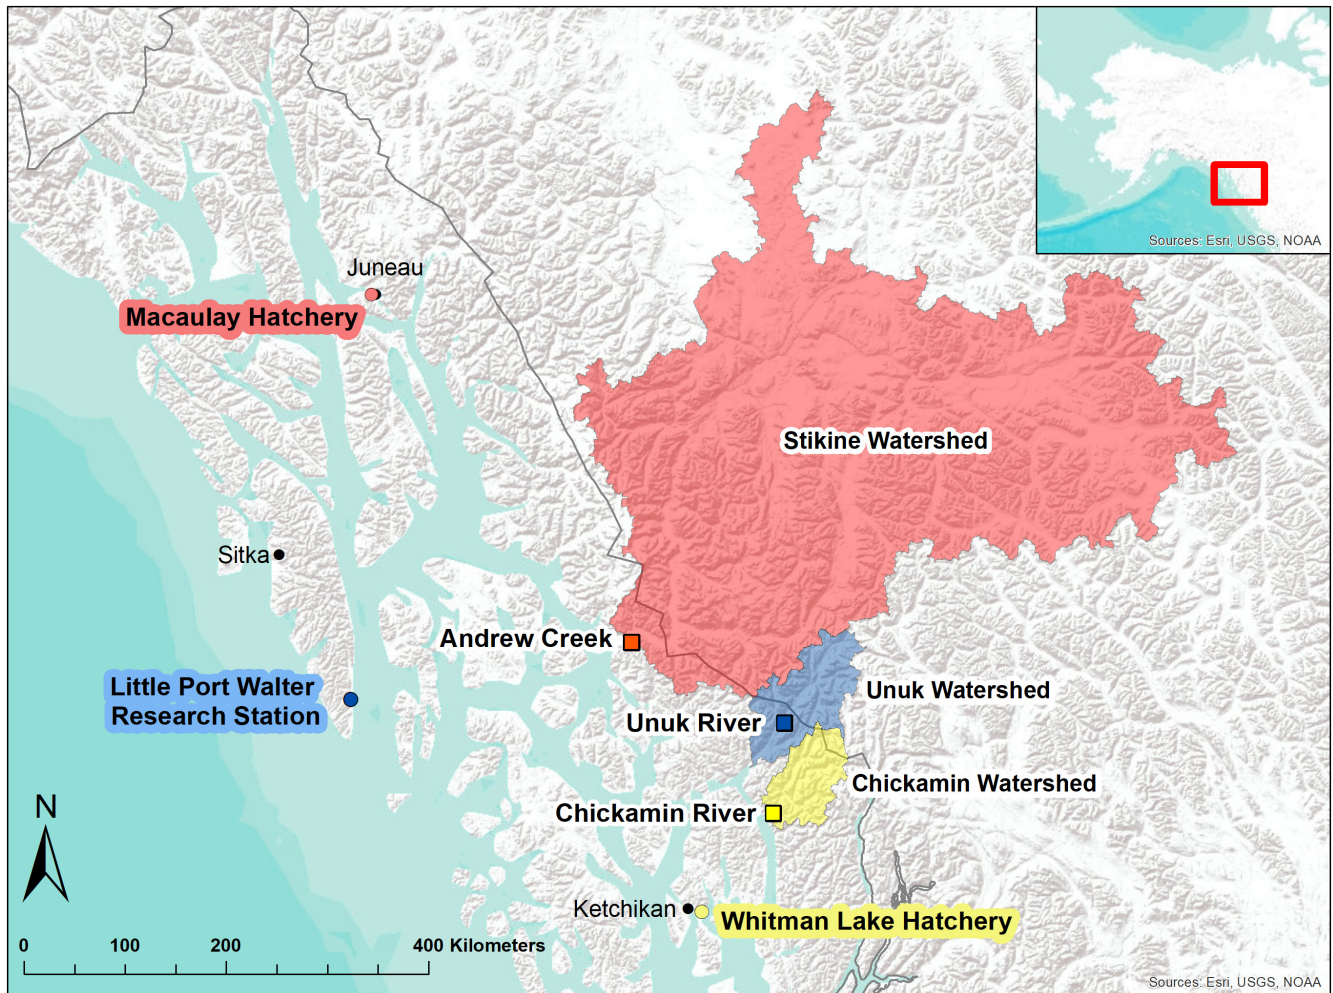 Sources: Esri, USGS, NOAA
Juneau
Macaulay Hatchery
Stikine Watershed
Sitka
Andrew Creek
Little Port Walter
Research Station
Unuk Watershed
Unuk River
Chickamin Watershed
Chickamin River
N
Ketchikan
Whitman Lake Hatchery
0 100 200 400 Kilometers
Sources: Esri, USGS, NOAA